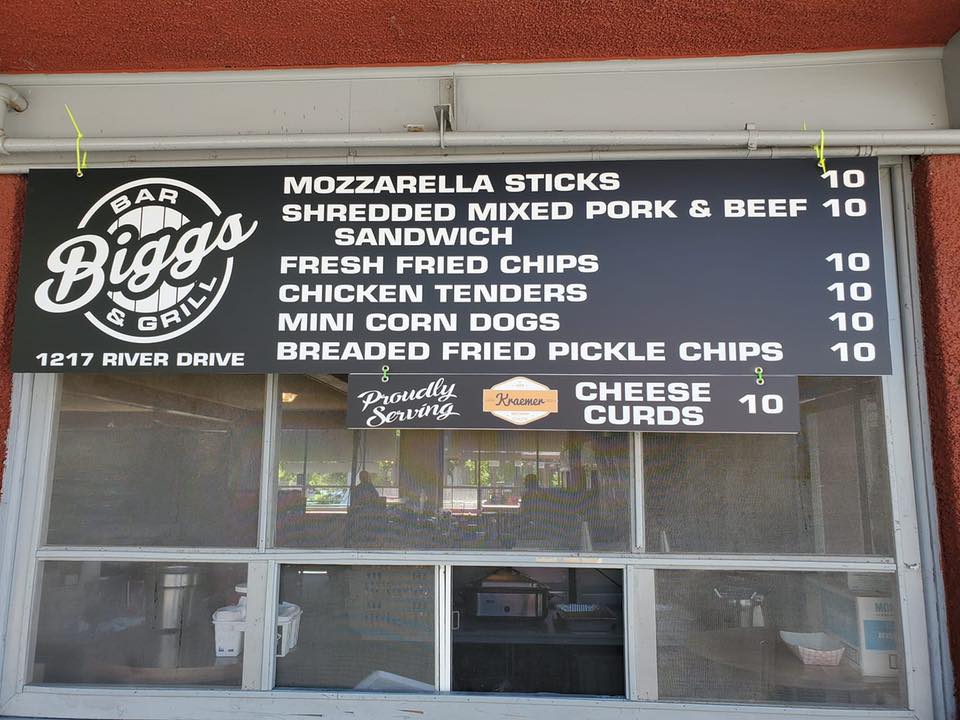 BAR
Biggs
& GRILL
1217 RIVER DRIVE
MOZZARELLA STICKS 10
SHREDDED MIXED PORK & BEEF 10
SANDWICH
FRESH FRIED CHIPS 10
CHICKEN TENDERS 10
MINI CORN DOGS 10
BREADED FRIED PICKLE CHIPS 10
Proudly
Serving
Kraemer
CHEESE
CURDS 10